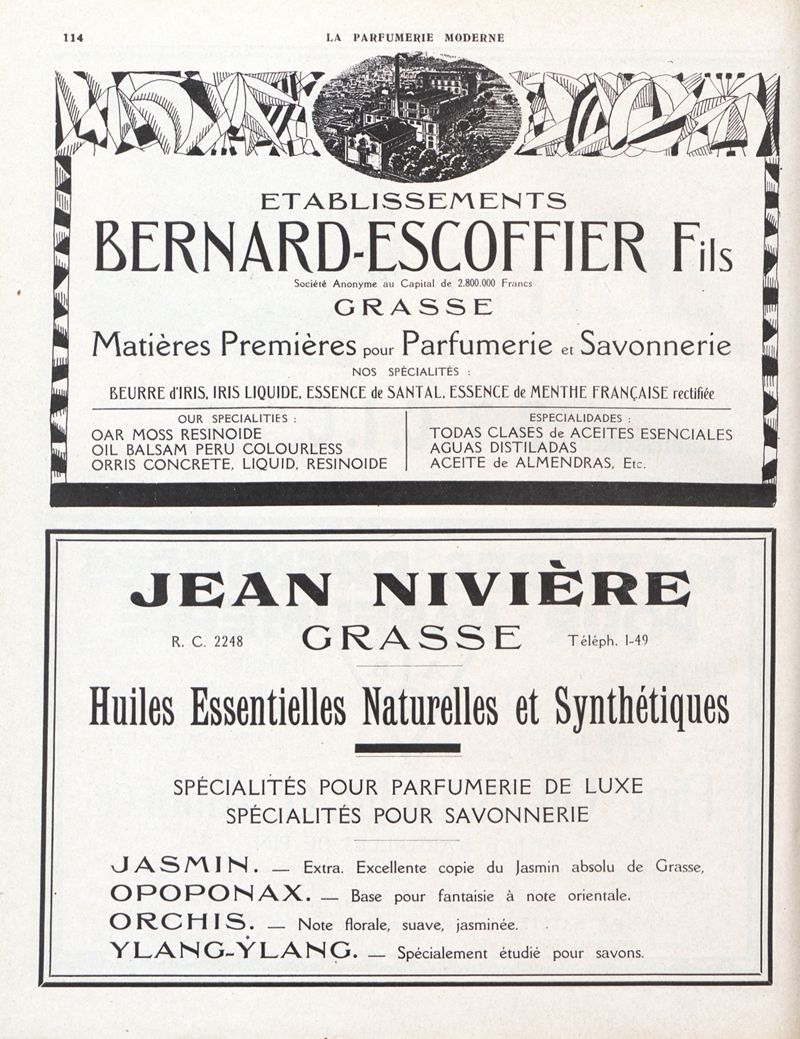 114
LA PARFUMERIE MODERNE
ETABLISSEMENTS
BERNARD-ESCOFFIER Fils
Société Anonyme au Capital de 2.800.000 Francs
GRASSE
Matières Premières pour Parfumerie et Savonnerie
NOS SPÉCIALITÉS :
BEURRE d'IRIS, IRIS LIQUIDE, ESSENCE de SANTAL, ESSENCE de MENTHE FRANÇAISE rectifiée
OUR SPECIALITIES :
OAR MOSS RESINOIDE
OIL BALSAM PERU COLOURLESS
ORRIS CONCRETE, LIQUID, RESINOIDE
ESPECIALIDADES :
TODAS CLASES de ACEITES ESENCIALES
AGUAS DISTILADAS
ACEITE de ALMENDRAS, Etc.
JEAN NIVIÈRE
R. C. 2248 GRASSE Téléph. 1-49
Huiles Essentielles Naturelles et Synthétiques
SPÉCIALITÉS POUR PARFUMERIE DE LUXE
SPÉCIALITÉS POUR SAVONNERIE
JASMIN. — Extra. Excellente copie du Jasmin absolu de Grasse,
OPOPONAX. — Base pour fantaisie à note orientale.
ORCHIS. — Note florale, suave, jasminée.
YLANG-YLANG. — Spécialement étudié pour savons.